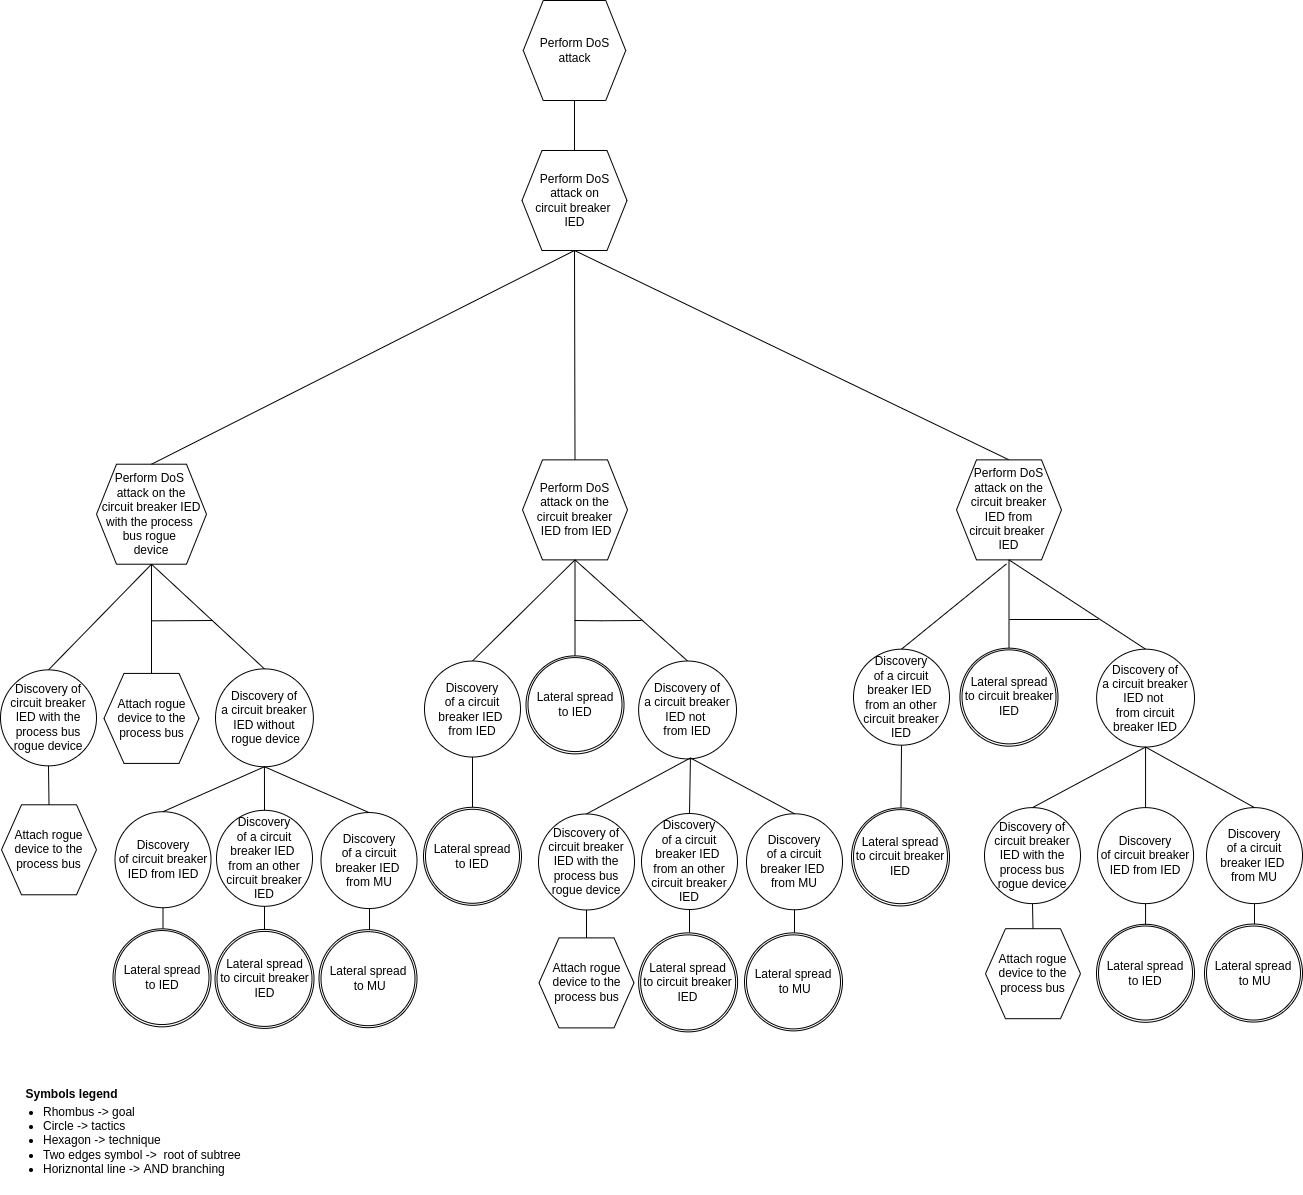 Perform DoS
attack
Perform DoS
attack on
circuit breaker
IED
Perform DoS
attack on the
circuit breaker IED
with the process
bus rogue
device
Perform DoS
attack on the
circuit breaker
IED from IED
Perform DoS
attack on the
circuit breaker
IED from
circuit breaker
IED
Discovery of
circuit breaker
IED with the
process bus
rogue device
Attach rogue
device to the
process bus
Discovery of
a circuit breaker
IED without
rogue device
Discovery
of a circuit
breaker IED
from IED
Lateral spread
to IED
Discovery of
a circuit breaker
IED not
from IED
Discovery
of a circuit
breaker IED
from an other
circuit breaker
IED
Lateral spread
to circuit breaker
IED
Discovery of
a circuit breaker
IED not
from circuit
breaker IED
Attach rogue
device to the
process bus
Discovery
of circuit breaker
IED from IED
Discovery
of a circuit
breaker IED
from an other
circuit breaker
IED
Discovery
of a circuit
breaker IED
from MU
Lateral spread
to IED
Discovery of
circuit breaker
IED with the
process bus
rogue device
Discovery
of a circuit
breaker IED
from an other
circuit breaker
IED
Discovery
of a circuit
breaker IED
from MU
Lateral spread
to circuit breaker
IED
Discovery of
circuit breaker
IED with the
process bus
rogue device
Discovery
of circuit breaker
IED from IED
Discovery
of a circuit
breaker IED
from MU
Lateral spread
to IED
Lateral spread
to circuit breaker
IED
Lateral spread
to MU
Attach rogue
device to the
process bus
Lateral spread
to circuit breaker
IED
Lateral spread
to MU
Attach rogue
device to the
process bus
Lateral spread
to IED
Lateral spread
to MU
Symbols legend
• Rhombus -> goal
• Circle -> tactics
• Hexagon -> technique
• Two edges symbol -> root of subtree
• Horiznontal line -> AND branching